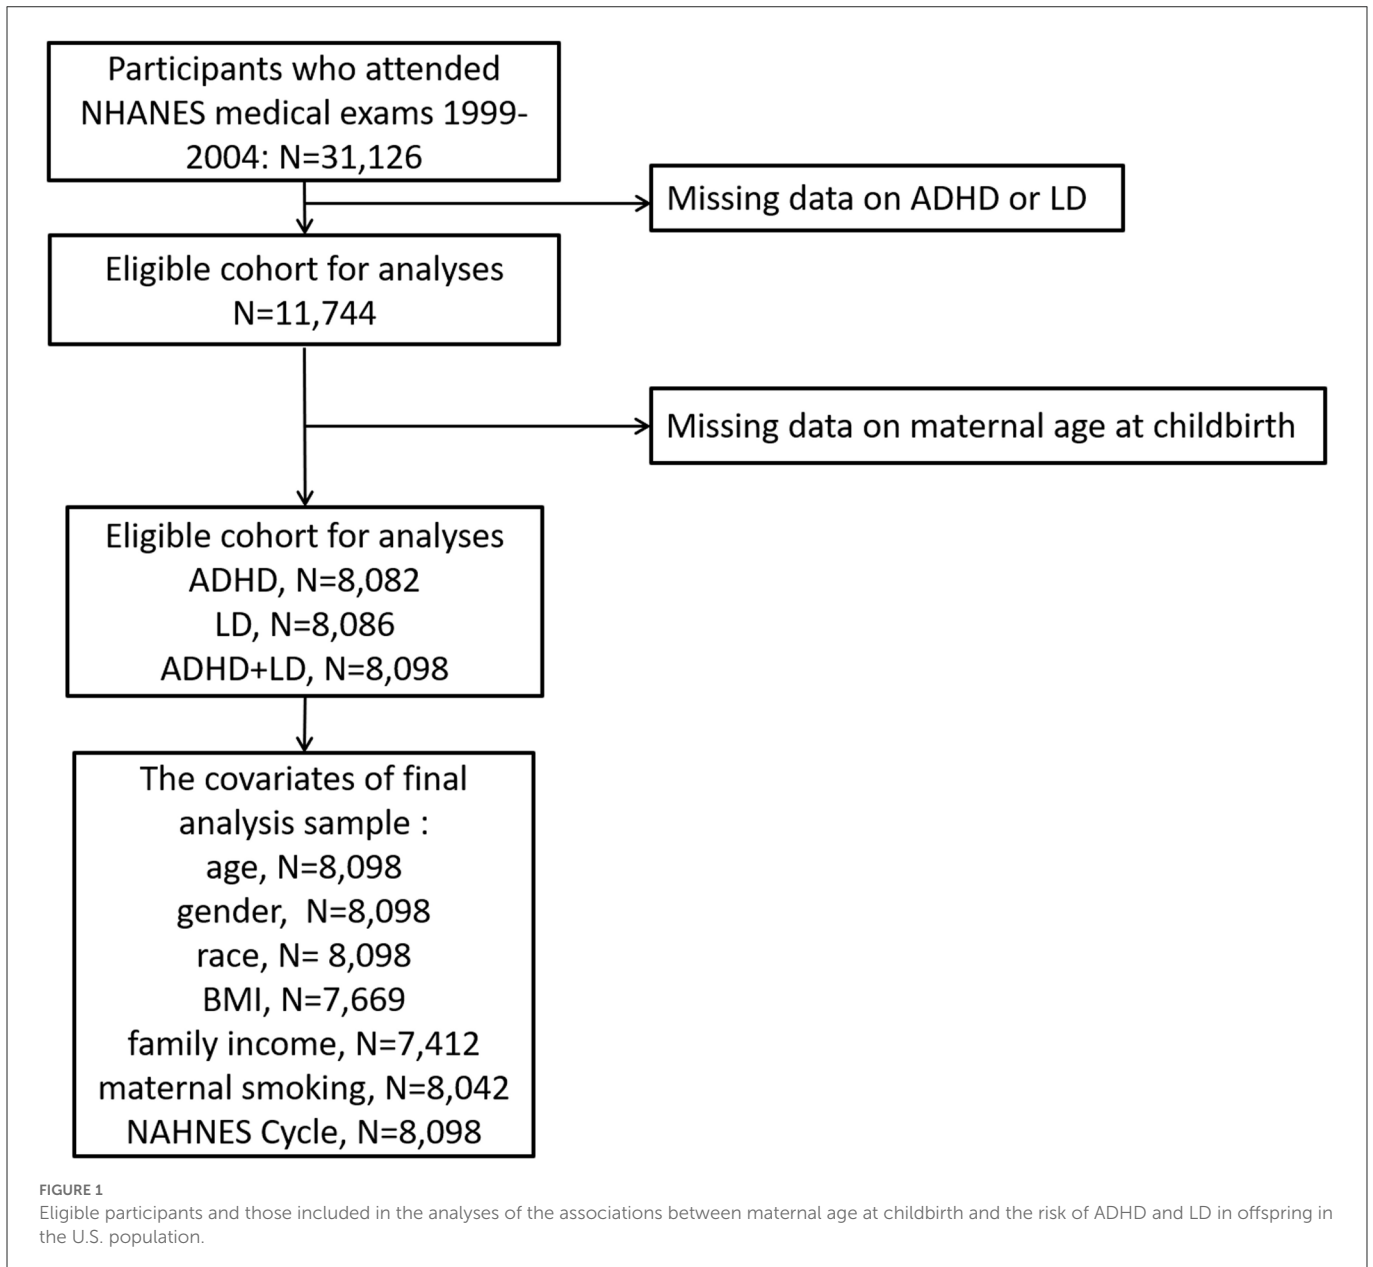 Participants who attended
NHANES medical exams 1999-
2004: N=31,126
Missing data on ADHD or LD
Eligible cohort for analyses
N=11,744
Missing data on maternal age at childbirth
Eligible cohort for analyses
ADHD, N=8,082
LD, N=8,086
ADHD+LD, N=8,098
The covariates of final
analysis sample :
age, N=8,098
gender,  N=8,098
race, N= 8,098
BMI, N=7,669
family income, N=7,412
maternal smoking, N=8,042
NAHNES Cycle, N=8,098
FIGURE 1
Eligible participants and those included in the analyses of the associations between maternal age at childbirth and the risk of ADHD and LD in offspring in
the U.S. population.